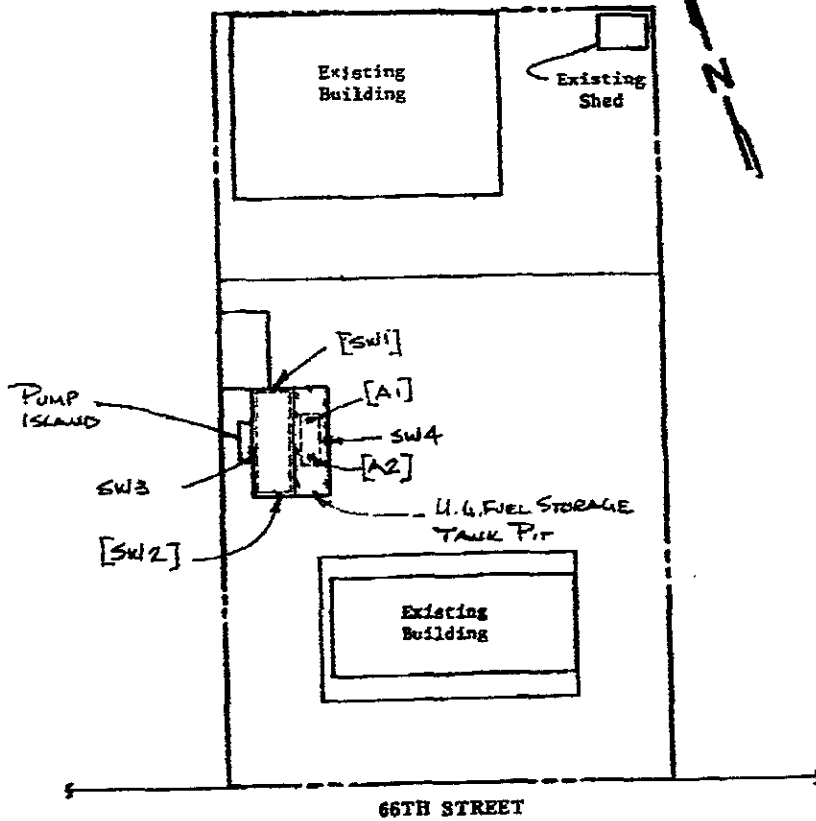 Existing
Building
Existing
Shed
N
[SW1]
PUMP
ISLAND
[A1]
SW4
SW3
[A2]
U.G. FUEL STORAGE
TANK PIT
[SW2]
Existing
Building
66TH STREET